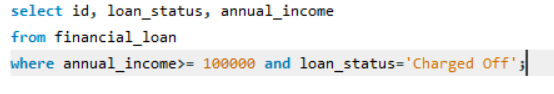 select id, loan_status, annual_income
from financial_loan
where annual_income>= 100000 and loan_status='Charged Off';